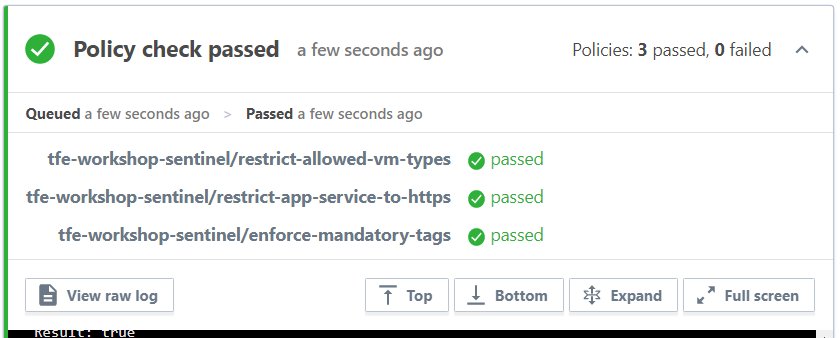 Policy check passed a few seconds ago Policies: 3 passed, 0 failed
Queued a few seconds ago > Passed a few seconds ago
tfe-workshop-sentinel/restrict-allowed-vm-types passed
tfe-workshop-sentinel/restrict-app-service-to-https passed
tfe-workshop-sentinel/enforce-mandatory-tags passed
View raw log Top Bottom Expand Full screen
Result: true